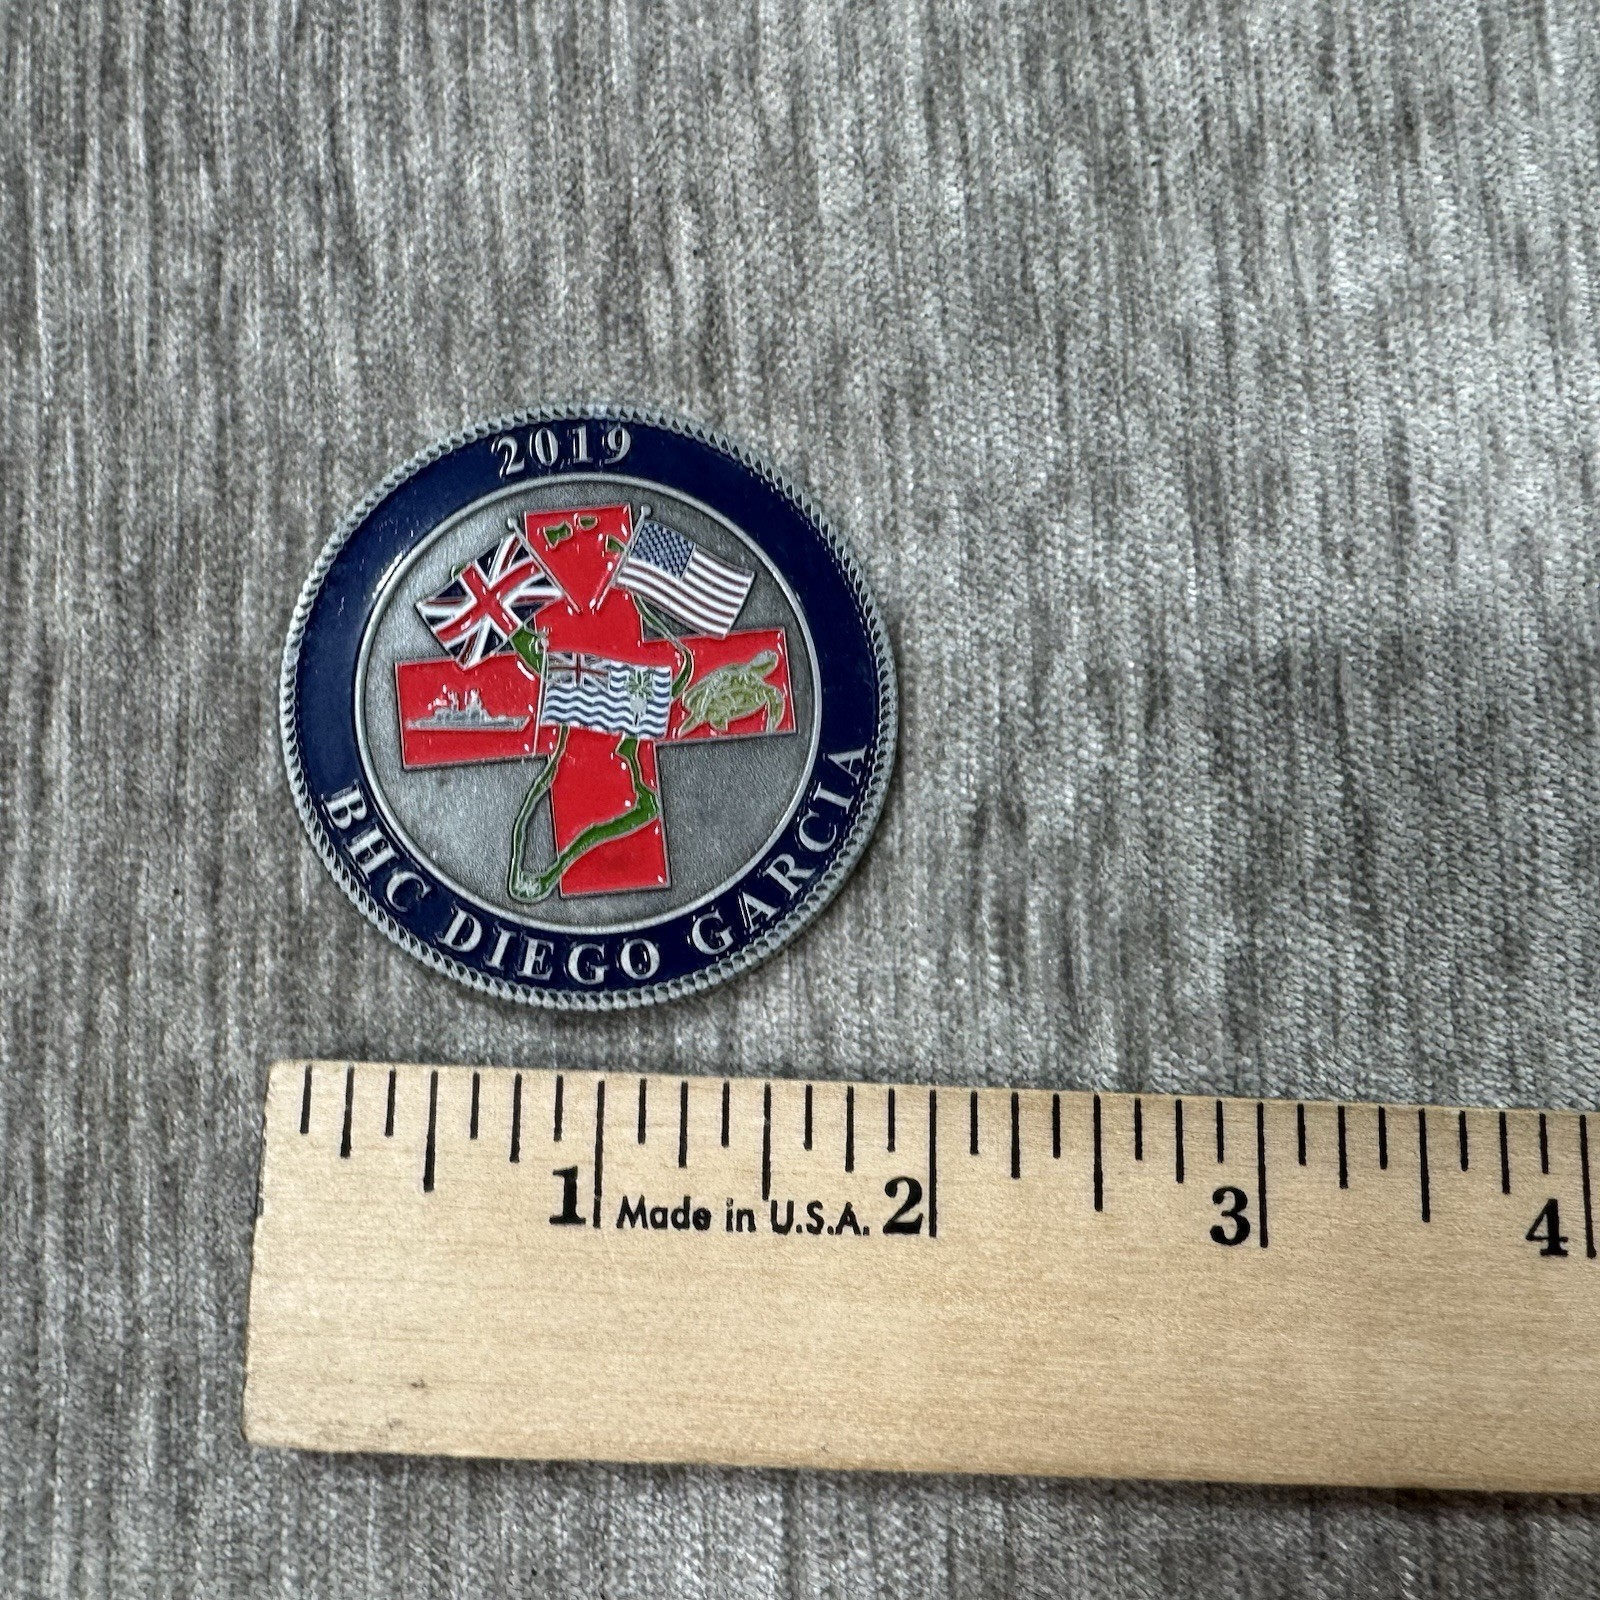 2019
BHC DIEGO GARCIA
1 Made in U.S.A. 2 3 4